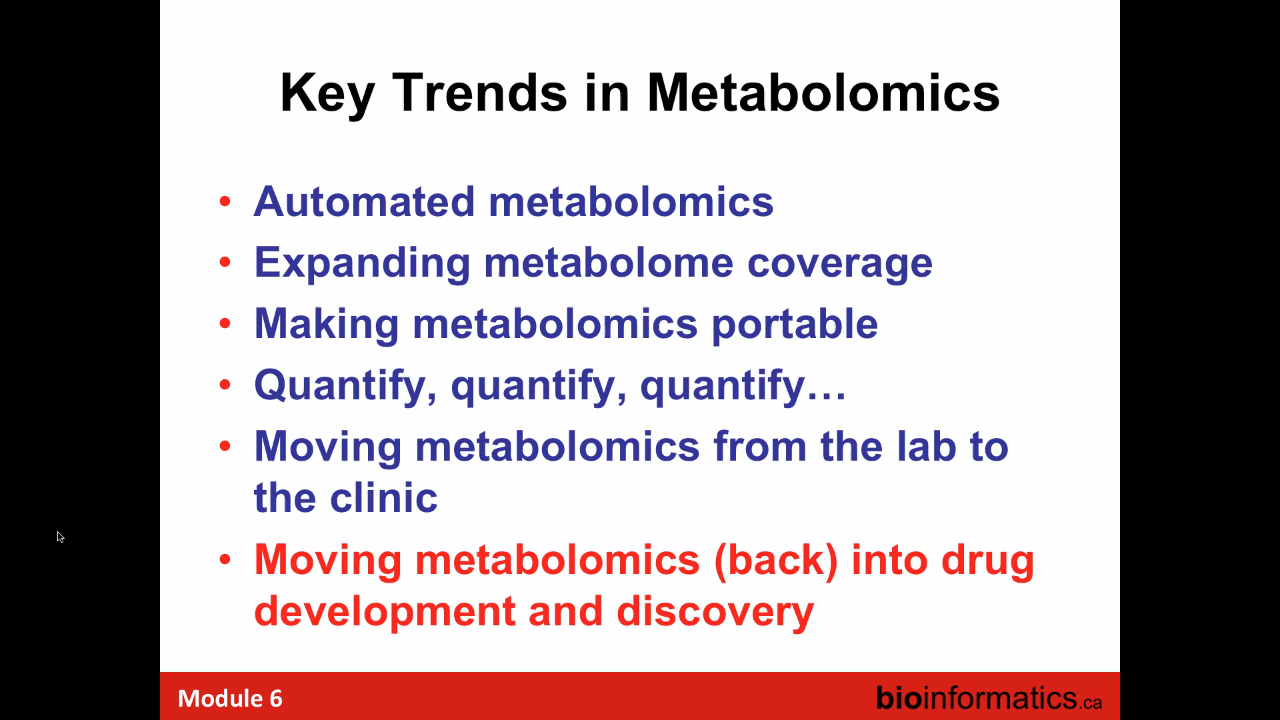 Key Trends in Metabolomics
• Automated metabolomics
• Expanding metabolome coverage
• Making metabolomics portable
• Quantify, quantify, quantify…
• Moving metabolomics from the lab to
the clinic
• Moving metabolomics (back) into drug
development and discovery
Module 6
bioinformatics.ca